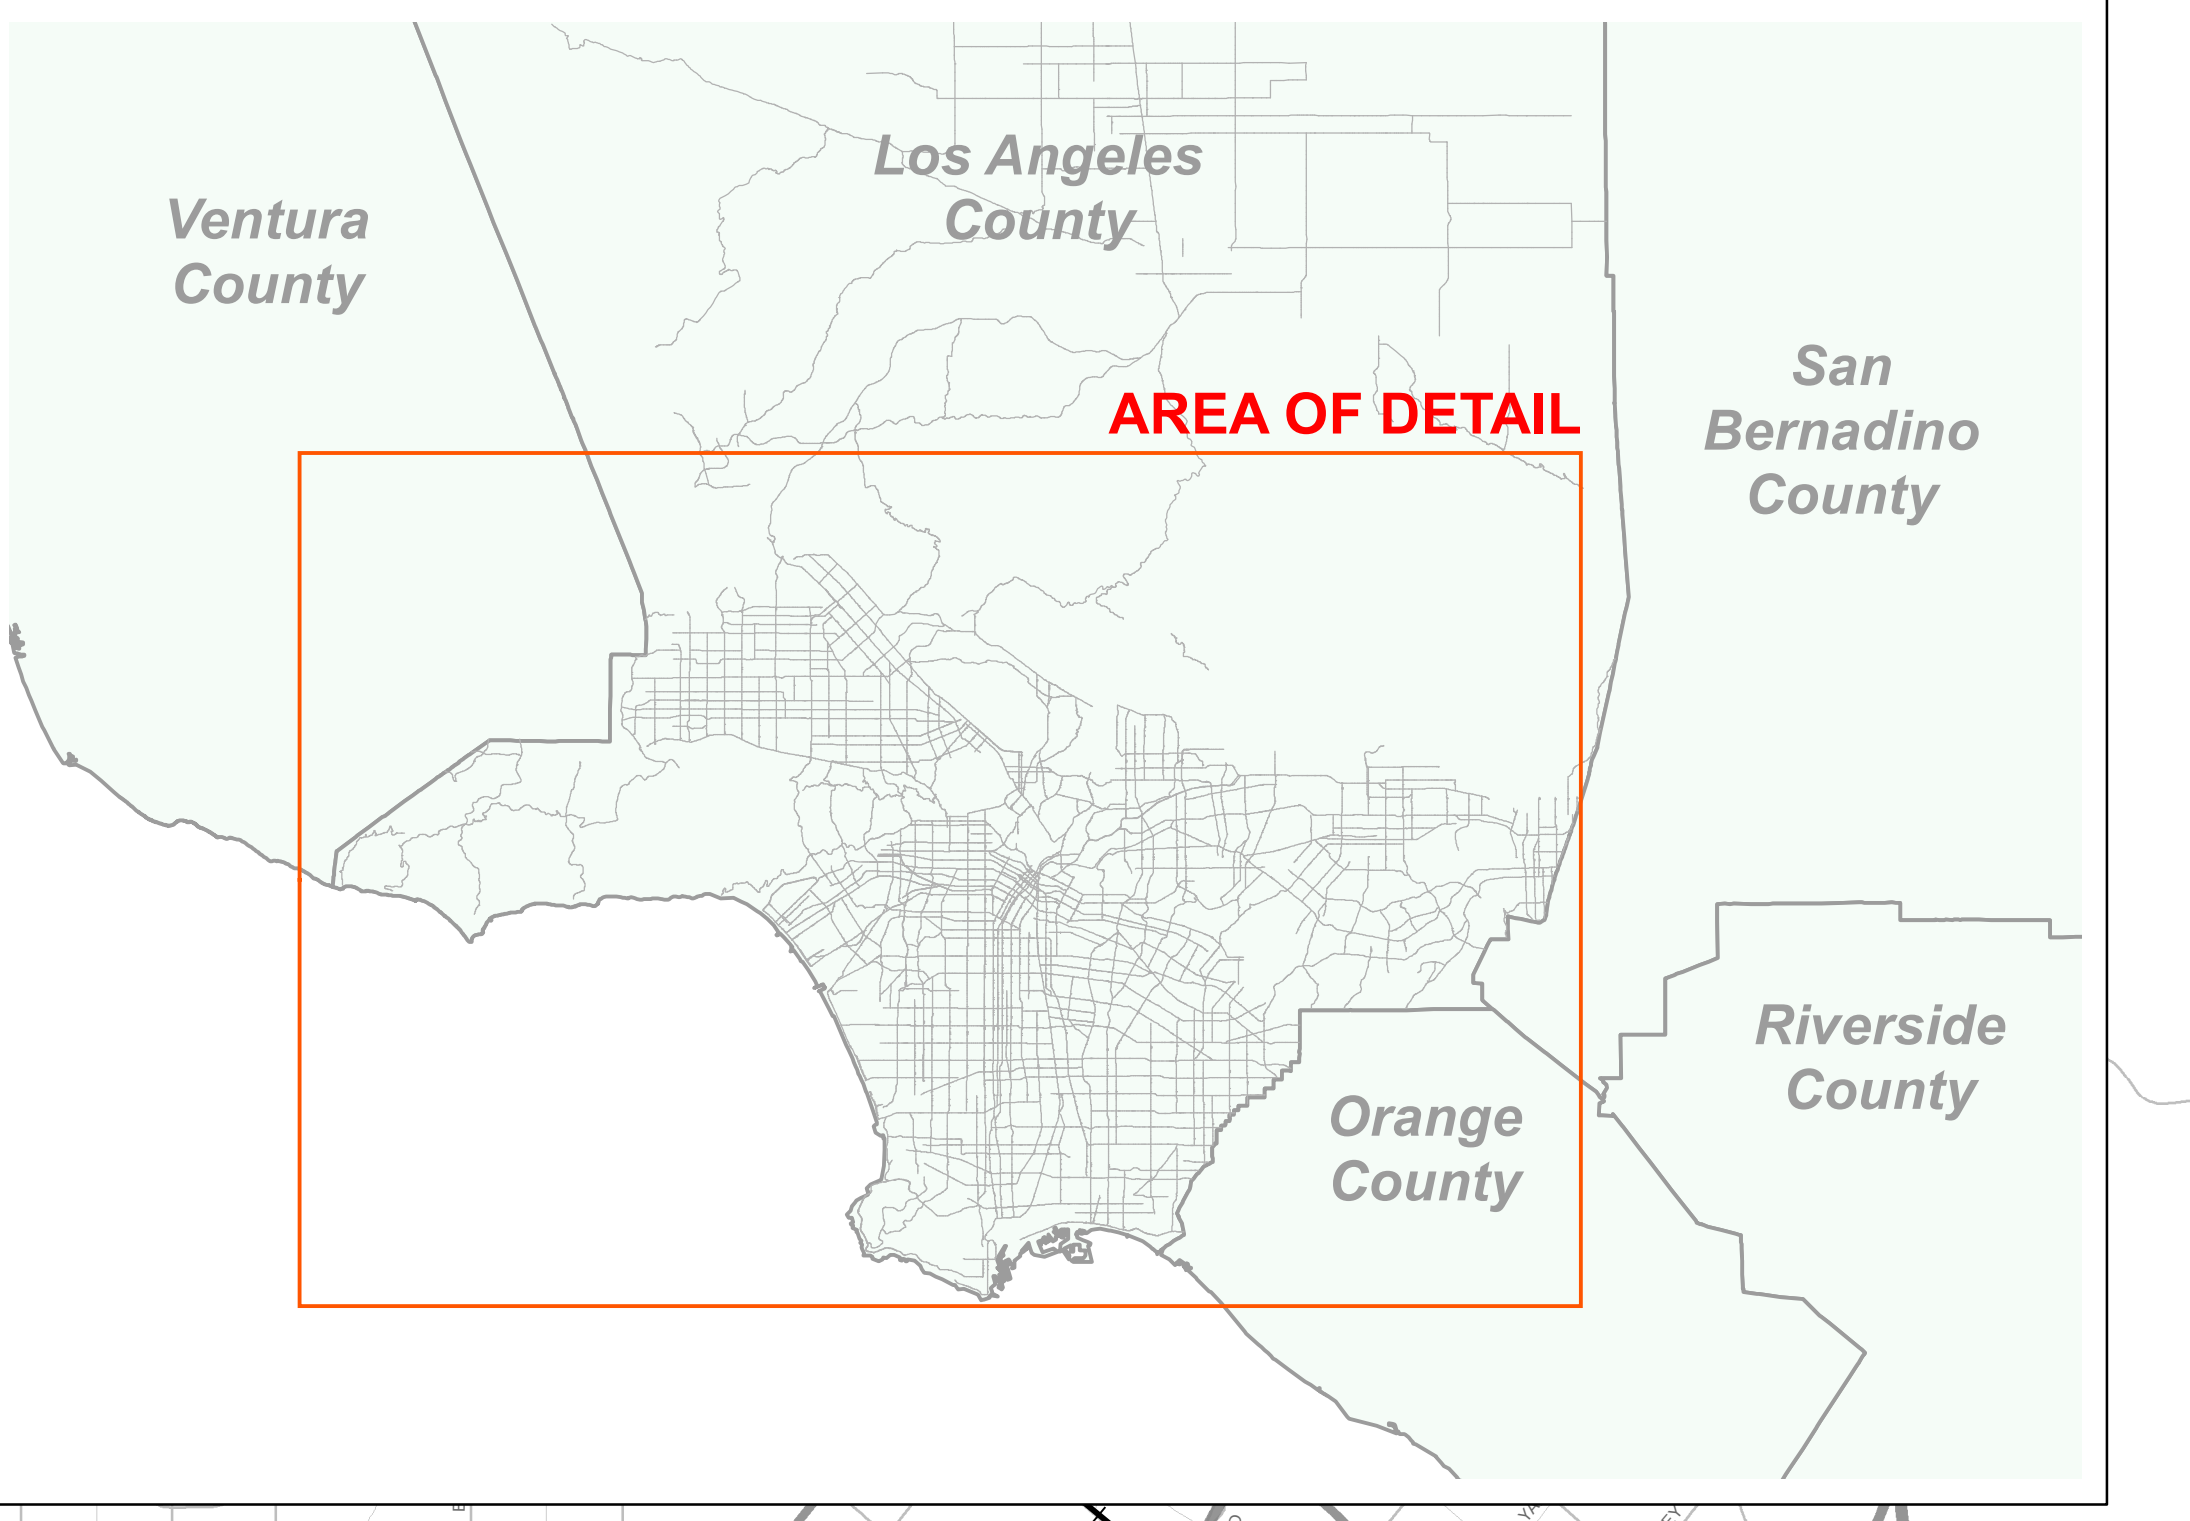 Los Angeles
County
Ventura
County
San
Bernadino
County
AREA OF DETAIL
Riverside
County
Orange
County